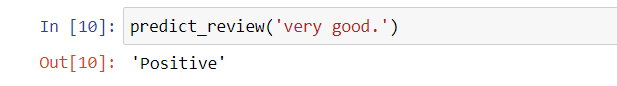 In [10]: predict_review('very good.')
Out[10]: 'Positive'